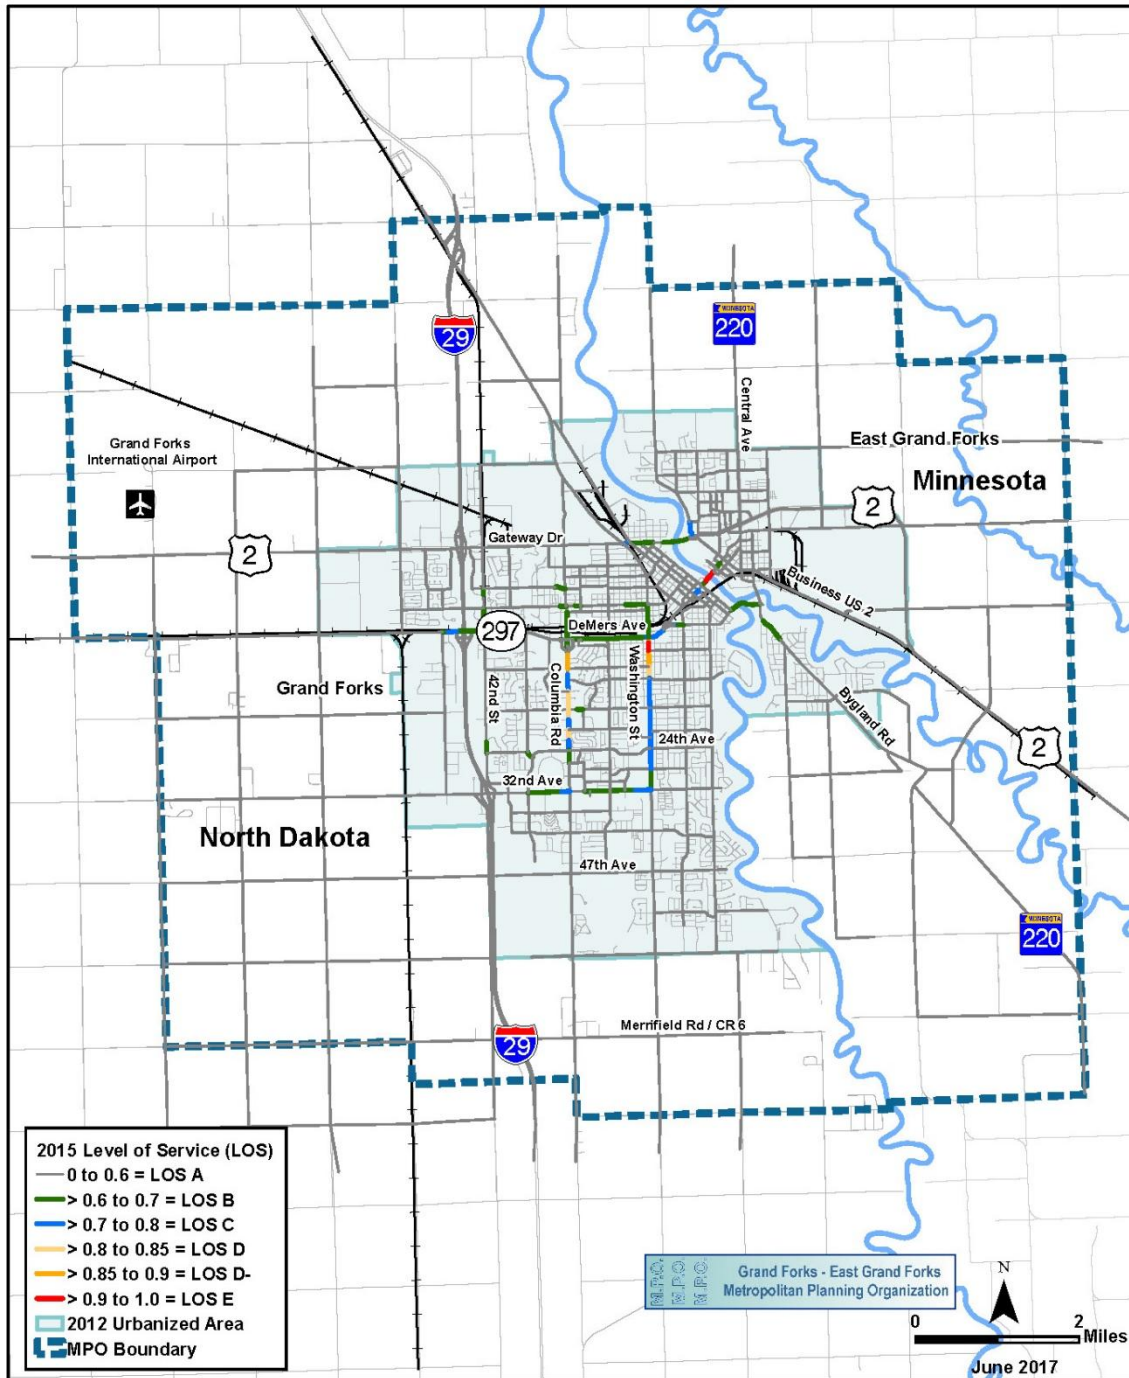 29
MINNESOTA
220
Central Ave
East Grand Forks
Minnesota
Grand Forks
International Airport
2
2
Gateway Dr
Business US 2
297
DeMers Ave
Grand Forks
42nd St
Columbia Rd
Washington St
24th Ave
Bygland Rd
2
32nd Ave
North Dakota
47th Ave
MINNESOTA
220
Merrifield Rd / CR 6
29
2015 Level of Service (LOS)
0 to 0.6 = LOS A
> 0.6 to 0.7 = LOS B
> 0.7 to 0.8 = LOS C
> 0.8 to 0.85 = LOS D
> 0.85 to 0.9 = LOS D-
> 0.9 to 1.0 = LOS E
2012 Urbanized Area
MPO Boundary
M.P.O.
M.P.O.
M.P.O.
Grand Forks - East Grand Forks
Metropolitan Planning Organization
N
0 2
Miles
June 2017